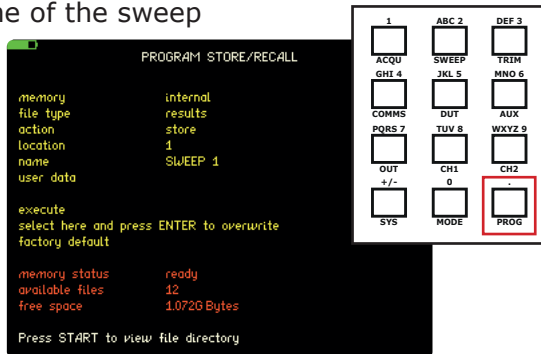 ne of the sweep
PROGRAM STORE/RECALL
memory internal
file type results
action store
location 1
name SWEEP 1
user data
execute
select here and press ENTER to overwrite
factory default
memory status ready
available files 12
free space 1.072G Bytes
Press START to view file directory
1 ABC 2 DEF 3
ACQU SWEEP TRIM
GHI 4 JKL 5 MNO 6
COMMS DUT AUX
PQRS 7 TUV 8 WXYZ 9
OUT CH1 CH2
+/- 0 .
SYS MODE PROG